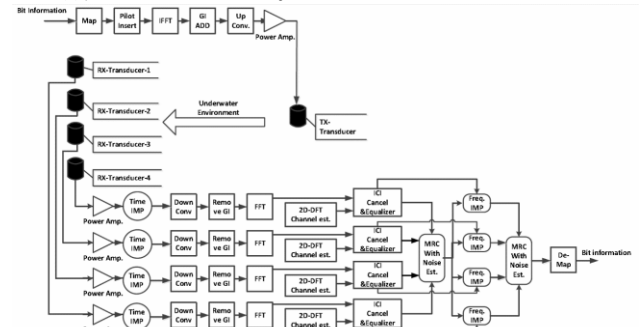 Bit Information
Map
Pilot
Insert
IFFT
GI
ADD
Up
Conv.
Power Amp.
RX-Transducer-1
RX-Transducer-2
RX-Transducer-3
RX-Transducer-4
Underwater
Environment
TX-
Transducer
Power Amp.
Time
IMP
Down
Conv
Remo
ve GI
FFT
2D-DFT
Channel est.
ICI
Cancel
&Equalizer
Freq.
IMP
Power Amp.
Time
IMP
Down
Conv
Remo
ve GI
FFT
2D-DFT
Channel est.
ICI
Cancel
&Equalizer
Freq.
IMP
Power Amp.
Time
IMP
Down
Conv
Remo
ve GI
FFT
2D-DFT
Channel est.
ICI
Cancel
&Equalizer
Freq.
IMP
Power Amp.
Time
IMP
Down
Conv
Remo
ve GI
FFT
2D-DFT
Channel est.
ICI
Cancel
&Equalizer
Freq.
IMP
MRC
With
Noise
Est.
MRC
With
Noise
Est.
De-
Map
Bit information